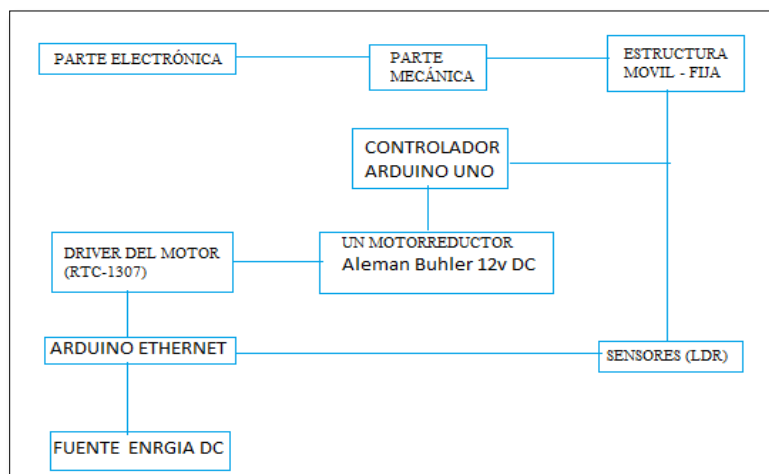 PARTE ELECTRÓNICA
PARTE
MECÁNICA
ESTRUCTURA
MOVIL - FIJA
CONTROLADOR
ARDUINO UNO
DRIVER DEL MOTOR
(RTC-1307)
UN MOTORREDUCTOR
Aleman Buhler 12v DC
ARDUINO ETHERNET
SENSORES (LDR)
FUENTE ENRGIA DC